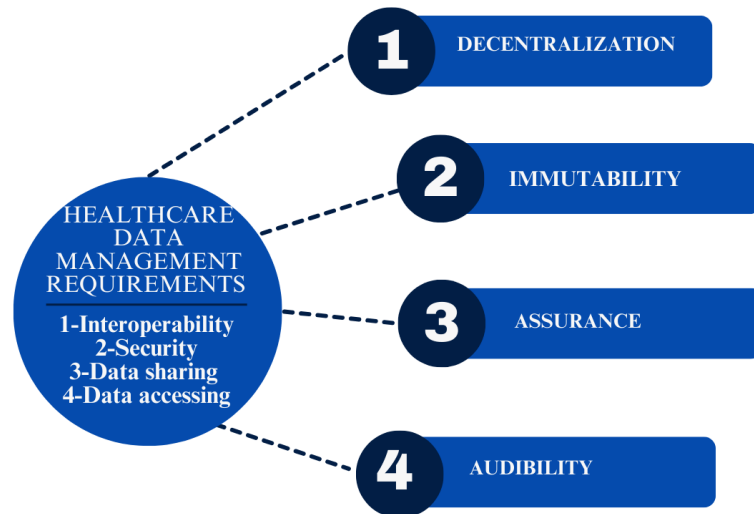 1
DECENTRALIZATION
2
IMMUTABILITY
HEALTHCARE
DATA
MANAGEMENT
REQUIREMENTS
1-Interoperability
2-Security
3-Data sharing
4-Data accessing
3
ASSURANCE
4
AUDIBILITY